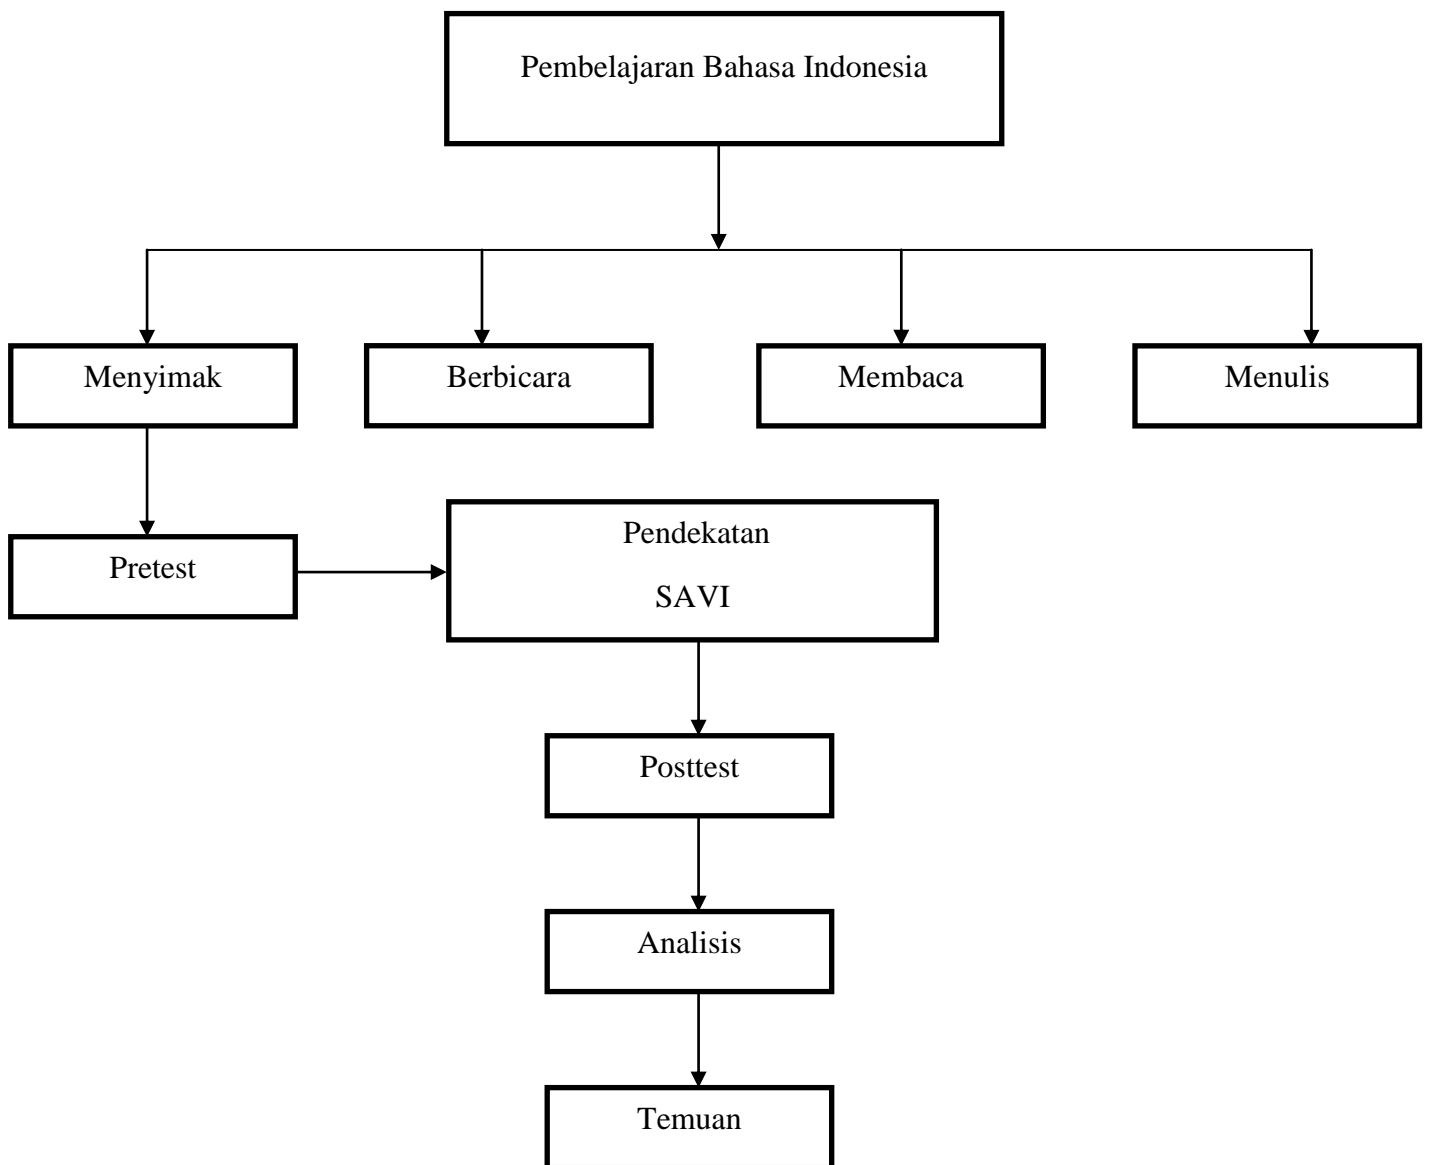 Pembelajaran Bahasa Indonesia
Menyimak
Berbicara
Membaca
Menulis
Pretest
Pendekatan
SAVI
Posttest
Analisis
Temuan